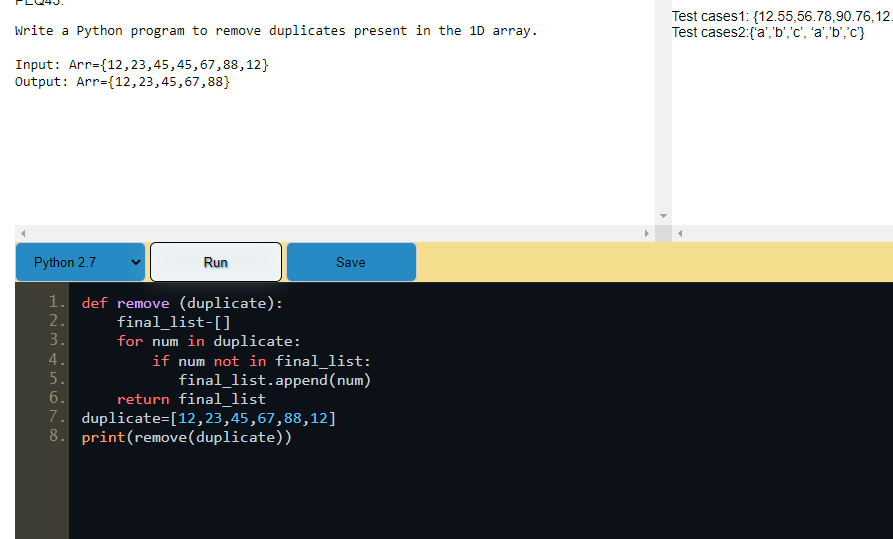 Write a Python program to remove duplicates present in the 1D array.
Input: Arr={12,23,45,45,67,88,12}
Output: Arr={12,23,45,67,88}
Test cases1: {12.55,56.78,90.76,12.
Test cases2:{‘a’,’b’,’c’, ‘a’,’b’,’c’}
Python 2.7 Run Save
1. def remove (duplicate):
2. final_list-[]
3. for num in duplicate:
4. if num not in final_list:
5. final_list.append(num)
6. return final_list
7. duplicate=[12,23,45,67,88,12]
8. print(remove(duplicate))